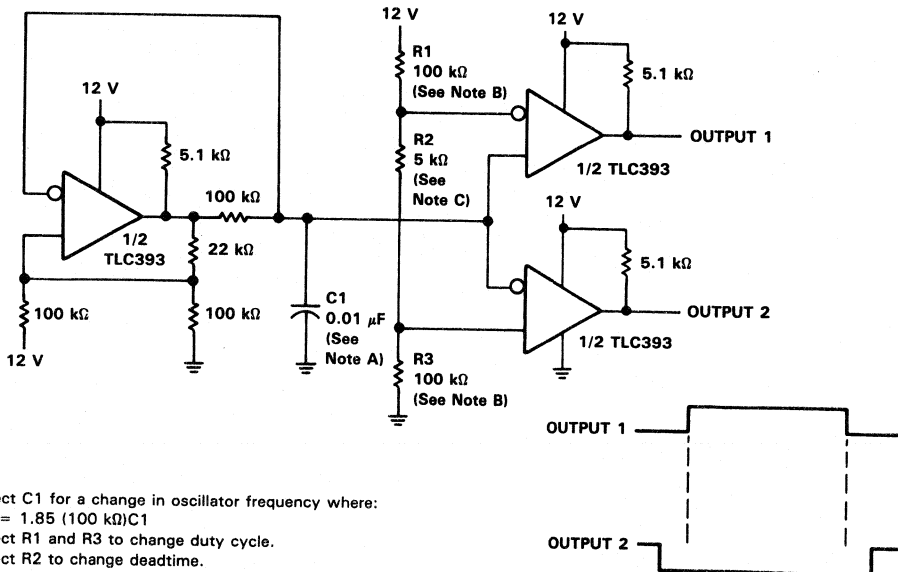 12 V
5.1 kΩ
100 kΩ
1/2
TLC393
22 kΩ
100 kΩ
100 kΩ
12 V
C1
0.01 μF
(See
Note A)
12 V
R1
100 kΩ
(See Note B)
R2
5 kΩ
(See
Note C)
R3
100 kΩ
(See Note B)
12 V
5.1 kΩ
OUTPUT 1
1/2 TLC393
12 V
5.1 kΩ
OUTPUT 2
1/2 TLC393
OUTPUT 1
OUTPUT 2
ct C1 for a change in oscillator frequency where:
= 1.85 (100 kΩ)C1
ct R1 and R3 to change duty cycle.
ct R2 to change deadtime.